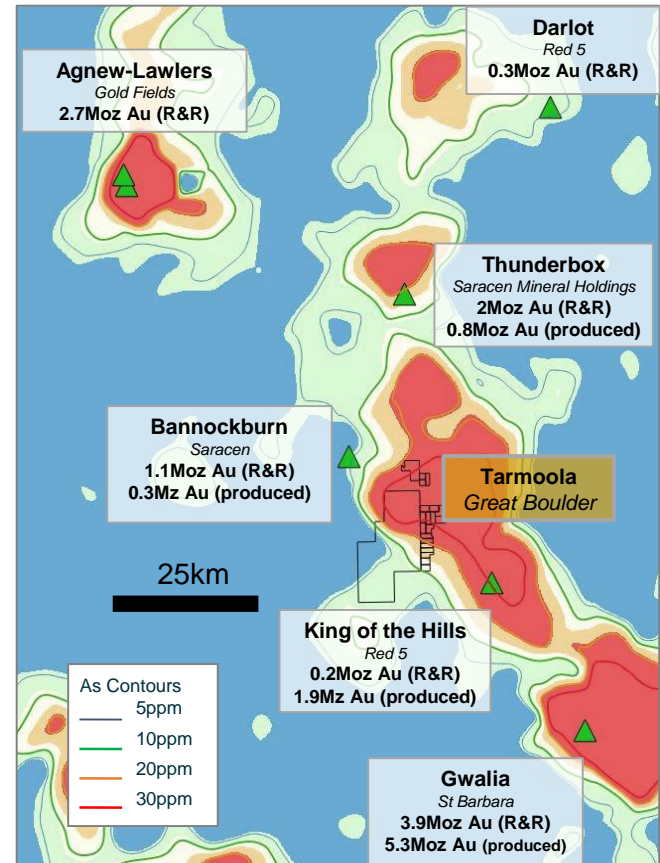 Darlot
Red 5
0.3Moz Au (R&R)
Agnew-Lawlers
Gold Fields
2.7Moz Au (R&R)
Thunderbox
Saracen Mineral Holdings
2Moz Au (R&R)
0.8Moz Au (produced)
Bannockburn
Saracen
1.1Moz Au (R&R)
0.3Mz Au (produced)
Tarmoola
Great Boulder
25km
King of the Hills
Red 5
0.2Moz Au (R&R)
1.9Mz Au (produced)
As Contours
5ppm
10ppm
20ppm
30ppm
Gwalia
St Barbara
3.9Moz Au (R&R)
5.3Moz Au (produced)